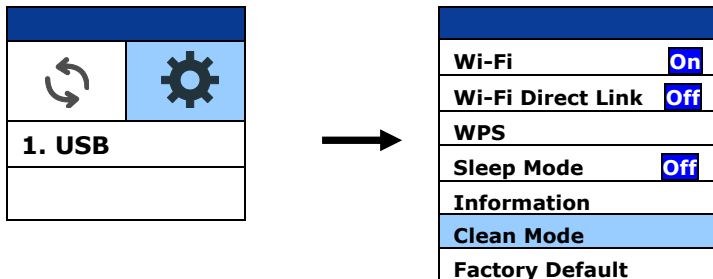 1. USB
Wi-Fi On
Wi-Fi Direct Link Off
WPS
Sleep Mode Off
Information
Clean Mode
Factory Default